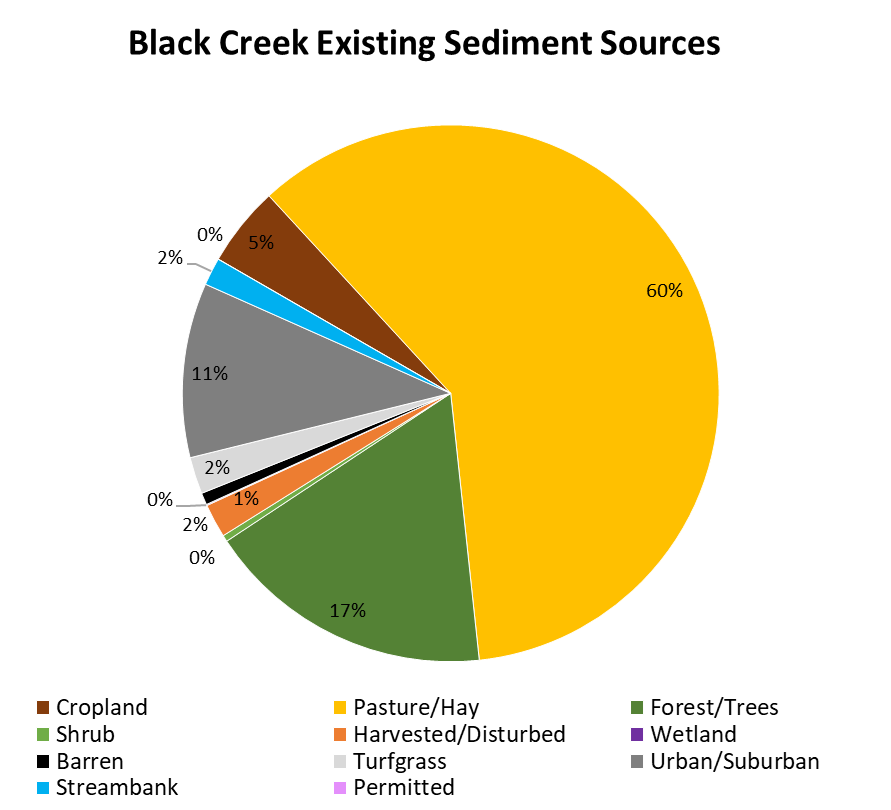 Black Creek Existing Sediment Sources
0%
5%
2%
60%
11%
2%
0%
1%
2%
0%
17%
Cropland
Pasture/Hay
Forest/Trees
Shrub
Harvested/Disturbed
Wetland
Barren
Turfgrass
Urban/Suburban
Streambank
Permitted